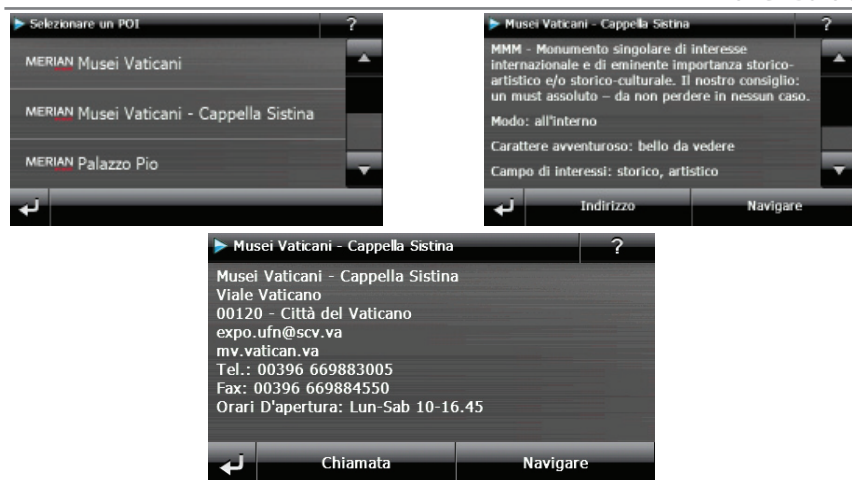 Selezionare un POI ?
MERIAN Musei Vaticani
MERIAN Musei Vaticani - Cappella Sistina
MERIAN Palazzo Pio
Musei Vaticani - Cappella Sistina ?
MMM - Monumento singolare di interesse
internazionale e di eminente importanza storico-
artistico e/o storico-culturale. Il nostro consiglio:
un must assoluto – da non perdere in nessun caso.
Modo: all'interno
Carattere avventuroso: bello da vedere
Campo di interessi: storico, artistico
Indirizzo Navigare
Musei Vaticani - Cappella Sistina ?
Musei Vaticani - Cappella Sistina
Viale Vaticano
00120 - Città del Vaticano
expo.ufn@scv.va
mv.vatican.va
Tel.: 00396 669883005
Fax: 00396 669884550
Orari D'apertura: Lun-Sab 10-16.45
Chiamata Navigare